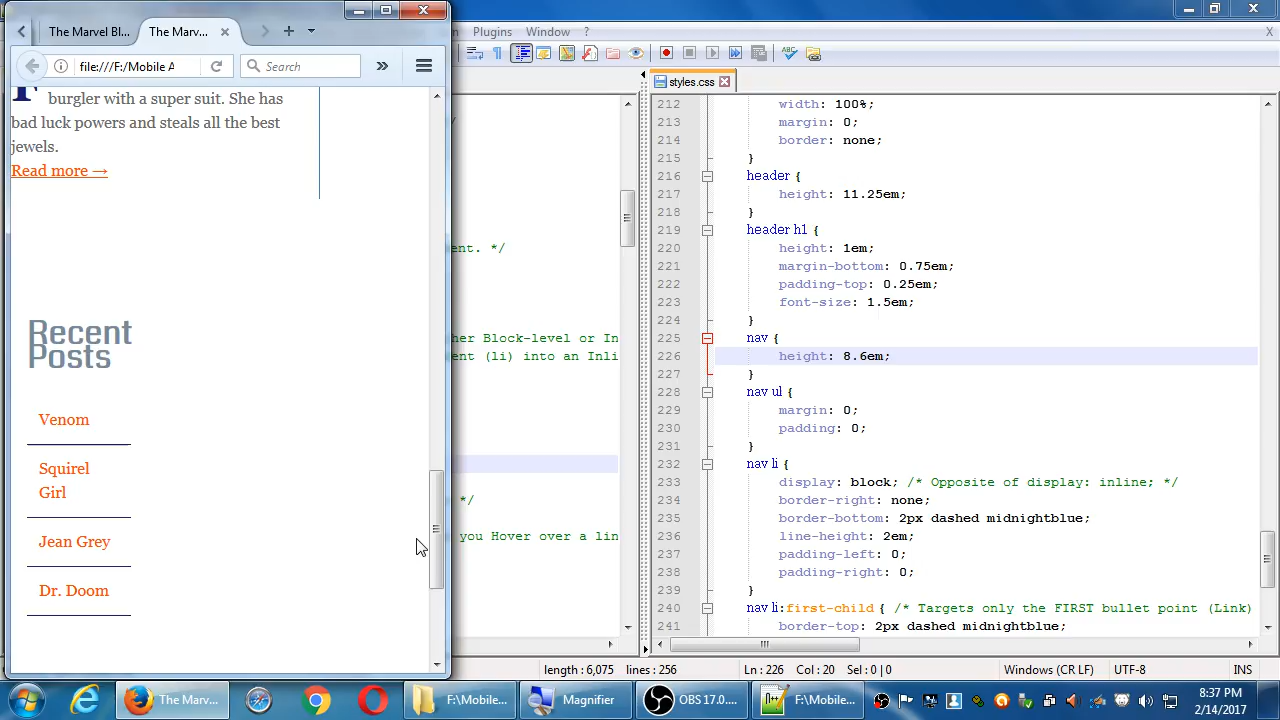 The Marvel Bl...
The Marv...
file:///F:/Mobile A
Search
burgler with a super suit. She has
bad luck powers and steals all the best
jewels.
Read more →
Recent
Posts
Venom
Squirel
Girl
Jean Grey
Dr. Doom
Plugins Window ? X
ent. */
her Block-level or In
ent (li) into an Inli
*/
you Hover over a lin
styles.css
212 width: 100%;
213 margin: 0;
214 border: none;
215 }
216 header {
217 height: 11.25em;
218 }
219 header h1 {
220 height: 1em;
221 margin-bottom: 0.75em;
222 padding-top: 0.25em;
223 font-size: 1.5em;
224 }
225 nav {
226 height: 8.6em;
227 }
228 nav ul {
229 margin: 0;
230 padding: 0;
231 }
232 nav li {
233 display: block; /* Opposite of display: inline; */
234 border-right: none;
235 border-bottom: 2px dashed midnightblue;
236 line-height: 2em;
237 padding-left: 0;
238 padding-right: 0;
239 }
240 nav li:first-child { /* Targets only the FIRST bullet point (Link)
241 border-top: 2px dashed midnightblue;
length : 6,075 lines : 256 Ln : 226 Col : 20 Sel : 0 | 0 Windows (CR LF) UTF-8 INS
The Marv...
F:\Mobile...
Magnifier
OBS 17.0....
F:\Mobile...
8:37 PM
2/14/2017